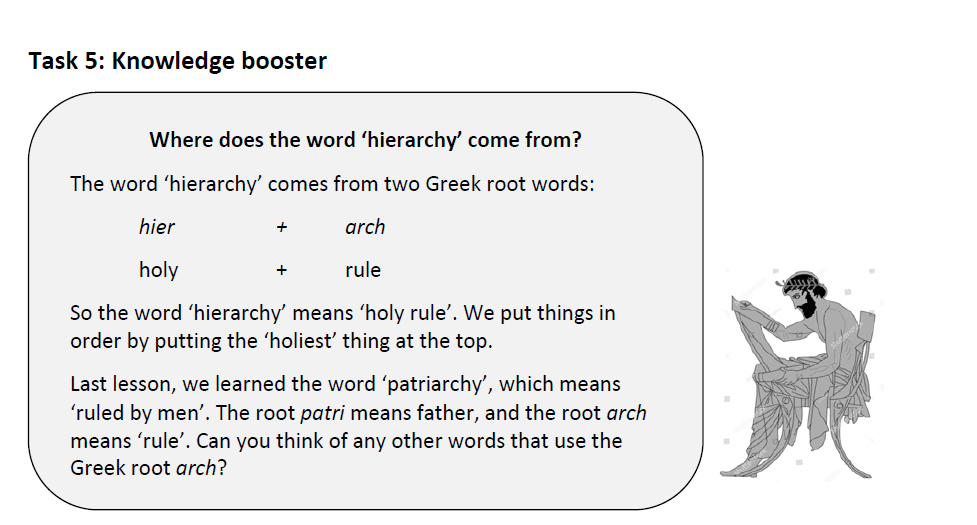 Task 5: Knowledge booster
Where does the word ‘hierarchy’ come from?
The word ‘hierarchy’ comes from two Greek root words:
hier + arch
holy + rule
So the word ‘hierarchy’ means ‘holy rule’. We put things in
order by putting the ‘holiest’ thing at the top.
Last lesson, we learned the word ‘patriarchy’, which means
‘ruled by men’. The root patri means father, and the root arch
means ‘rule’. Can you think of any other words that use the
Greek root arch?